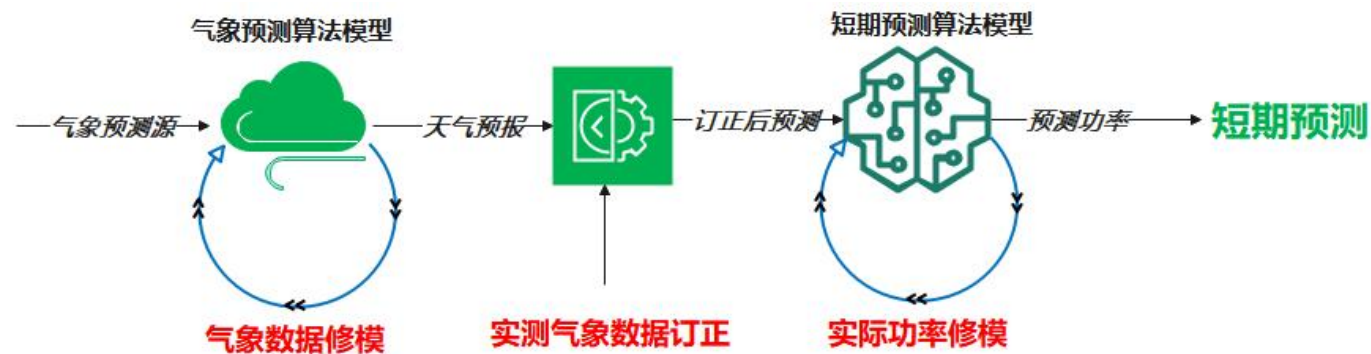 气象预测算法模型
短期预测算法模型
气象预测源
天气预报
订正后预测
预测功率
短期预测
气象数据修模
实测气象数据订正
实际功率修模